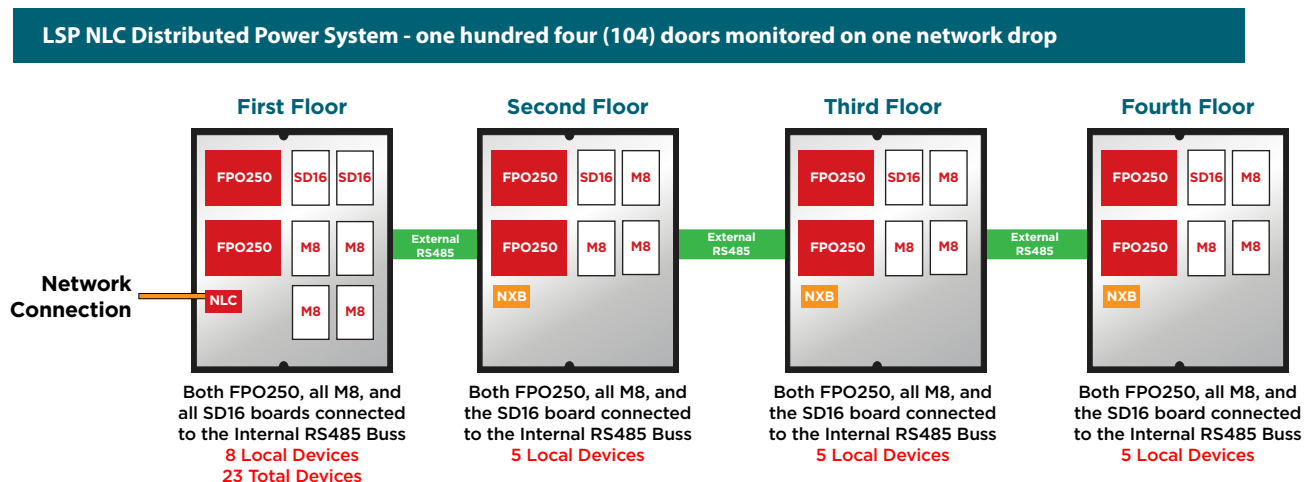 LSP NLC Distributed Power System - one hundred four (104) doors monitored on one network drop
First Floor
FPO250
SD16
SD16
FPO250
M8
M8
NLC
M8
M8
Network
Connection
Both FPO250, all M8, and
all SD16 boards connected
to the Internal RS485 Buss
8 Local Devices
23 Total Devices
External
RS485
Second Floor
FPO250
SD16
M8
FPO250
M8
M8
NXB
Both FPO250, all M8, and
the SD16 board connected
to the Internal RS485 Buss
5 Local Devices
External
RS485
Third Floor
FPO250
SD16
M8
FPO250
M8
M8
NXB
Both FPO250, all M8, and
the SD16 board connected
to the Internal RS485 Buss
5 Local Devices
External
RS485
Fourth Floor
FPO250
SD16
M8
FPO250
M8
M8
NXB
Both FPO250, all M8, and
the SD16 board connected
to the Internal RS485 Buss
5 Local Devices